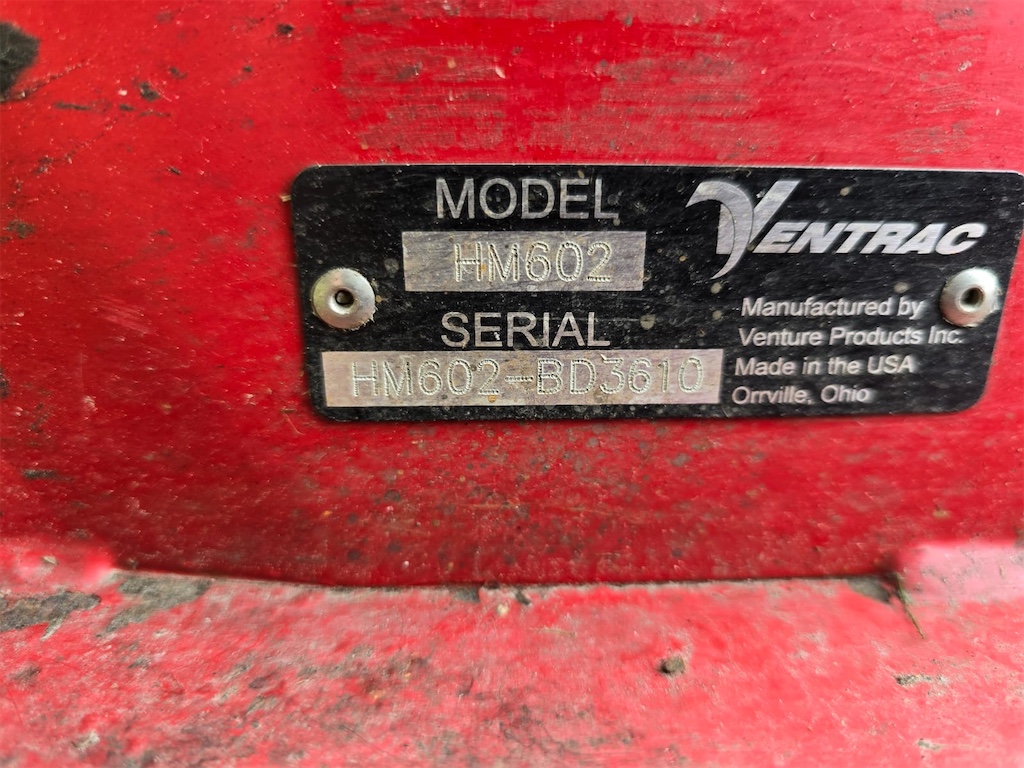 MODEL
HM602
VENTRAC
SERIAL
HM602-BD3610
Manufactured by
Venture Products Inc.
Made in the USA
Orrville, Ohio